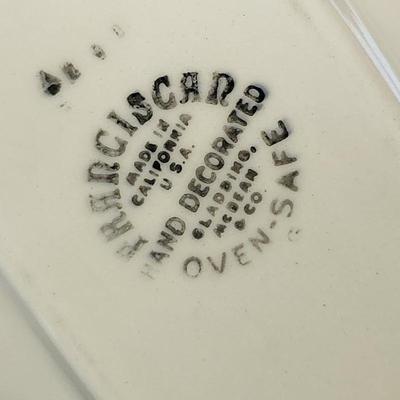 FRANCISCAN
MADE IN
CALIFORNIA
U.S.A.
HAND DECORATED
GLADDING,
McBEAN
& CO.
OVEN-SAFE